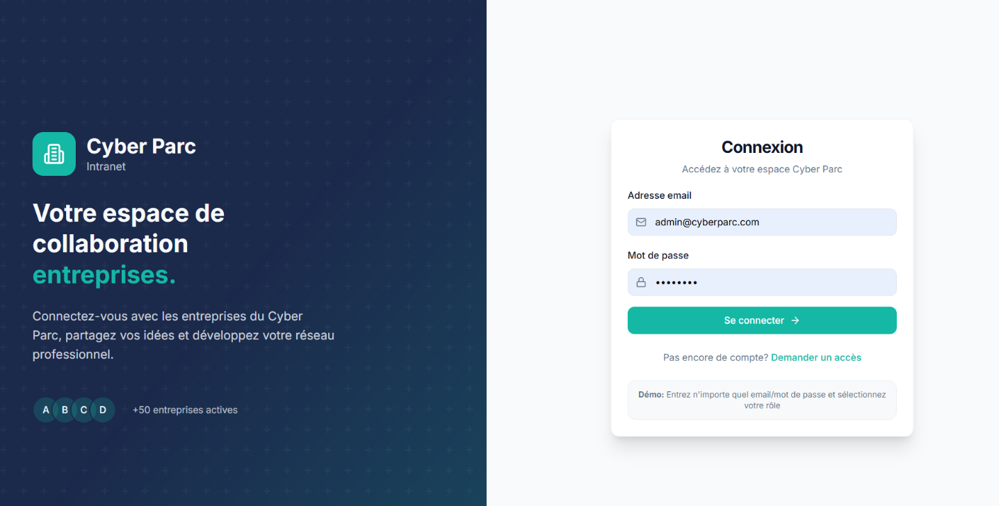 Cyber Parc
Intranet
Votre espace de
collaboration
entreprises.
Connectez-vous avec les entreprises du Cyber
Parc, partagez vos idées et développez votre réseau
professionnel.
A B C D +50 entreprises actives
Connexion
Accédez à votre espace Cyber Parc
Adresse email
admin@cyberparc.com
Mot de passe
••••••••
Se connecter →
Pas encore de compte? Demander un accès
Démo: Entrez n'importe quel email/mot de passe et sélectionnez
votre rôle